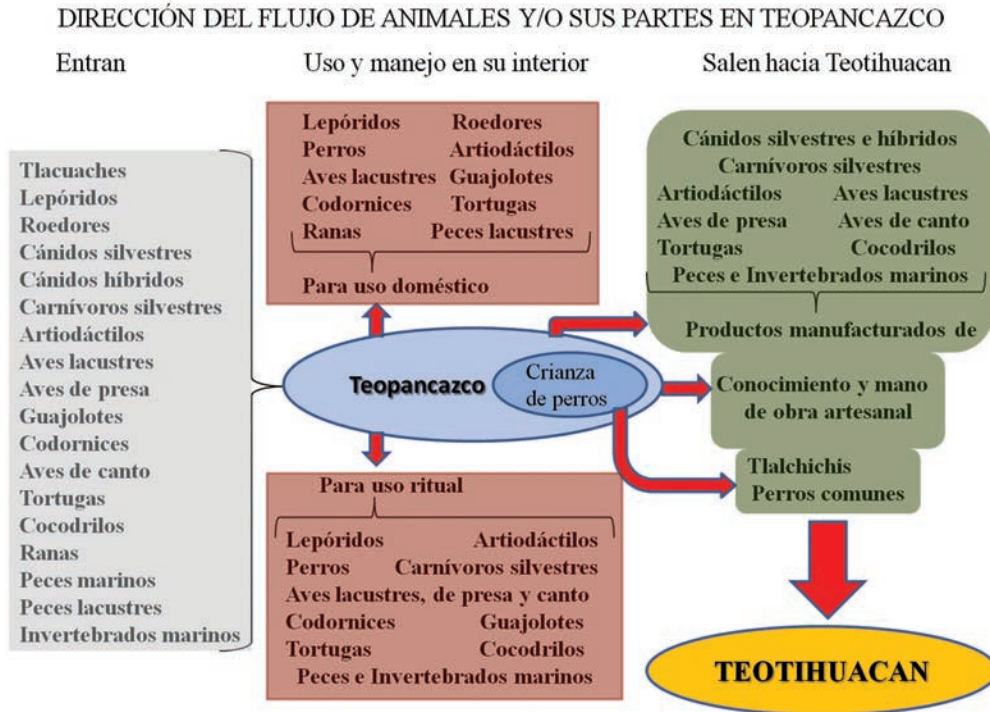 DIRECCIÓN DEL FLUJO DE ANIMALES Y/O SUS PARTES EN TEOPANCAZCO
Entran
Uso y manejo en su interior
Salen hacia Teotihuacan
Tlacuaches
Lepóridos
Roedores
Cánidos silvestres
Cánidos híbridos
Carnívoros silvestres
Artiodáctilos
Aves lacustres
Aves de presa
Guajolotes
Codornices
Aves de canto
Tortugas
Cocodrilos
Ranas
Peces marinos
Peces lacustres
Invertebrados marinos
Lepóridos Roedores
Perros Artiodáctilos
Aves lacustres Guajolotes
Codornices Tortugas
Ranas Peces lacustres
Para uso doméstico
Teopancazco
Crianza
de perros
Para uso ritual
Lepóridos Artiodáctilos
Perros Carnívoros silvestres
Aves lacustres, de presa y canto
Codornices Guajolotes
Tortugas Cocodrilos
Peces e Invertebrados marinos
Cánidos silvestres e híbridos
Carnívoros silvestres
Artiodáctilos Aves lacustres
Aves de presa Aves de canto
Tortugas Cocodrilos
Peces e Invertebrados marinos
Productos manufacturados de
Conocimiento y mano
de obra artesanal
Tlalchichis
Perros comunes
TEOTIHUACAN